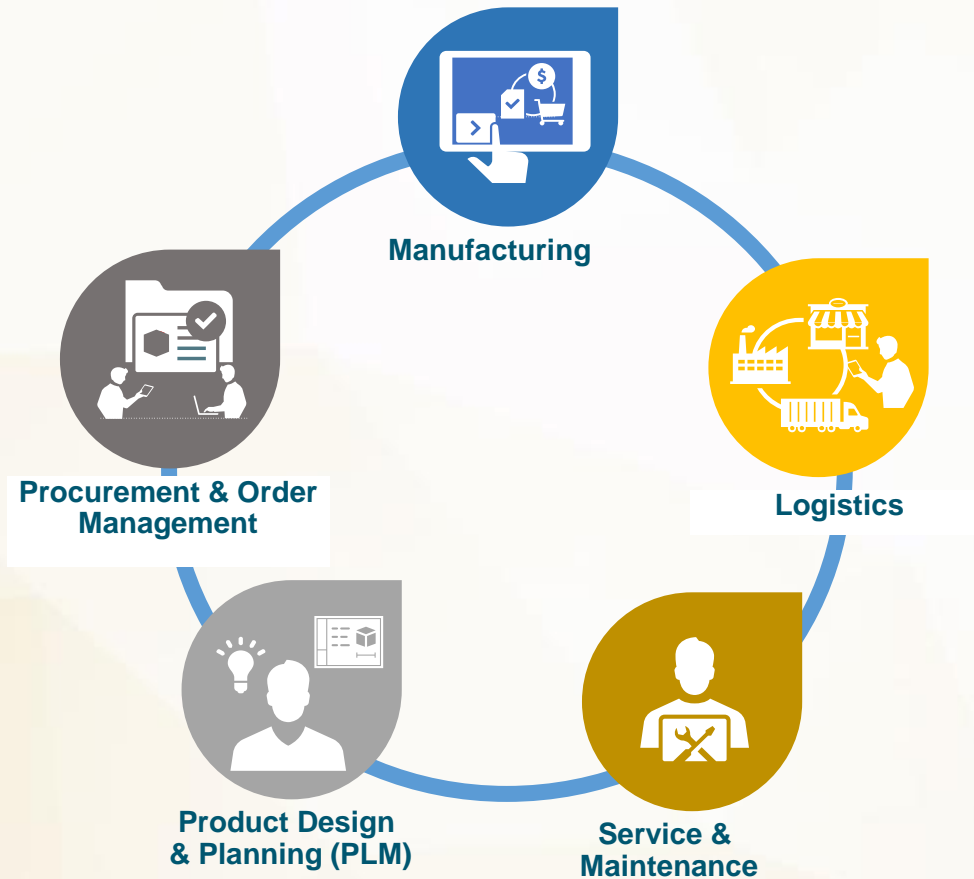 Manufacturing
Procurement & Order
Management
Logistics
Product Design
& Planning (PLM)
Service &
Maintenance